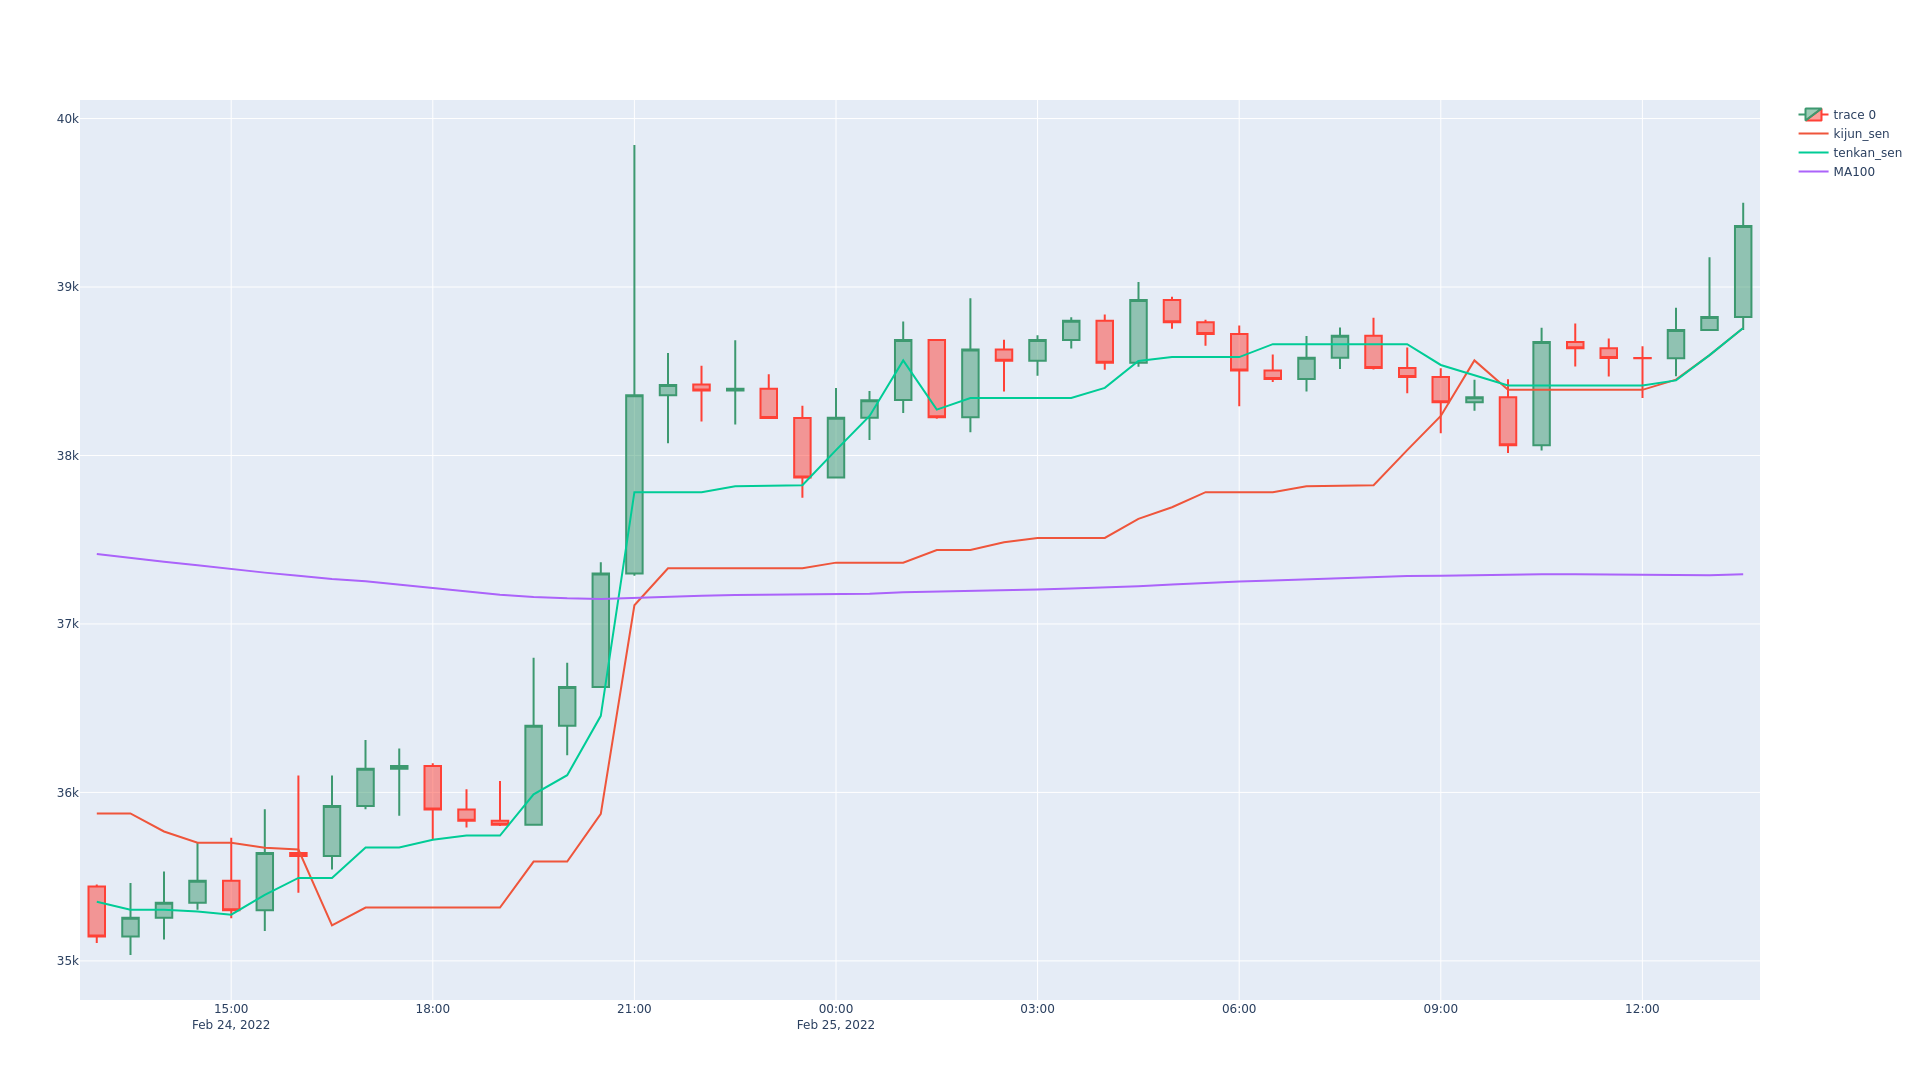 40k
39k
38k
37k
36k
35k
15:00
Feb 24, 2022
18:00
21:00
00:00
Feb 25, 2022
03:00
06:00
09:00
12:00
trace 0
kijun_sen
tenkan_sen
MA100